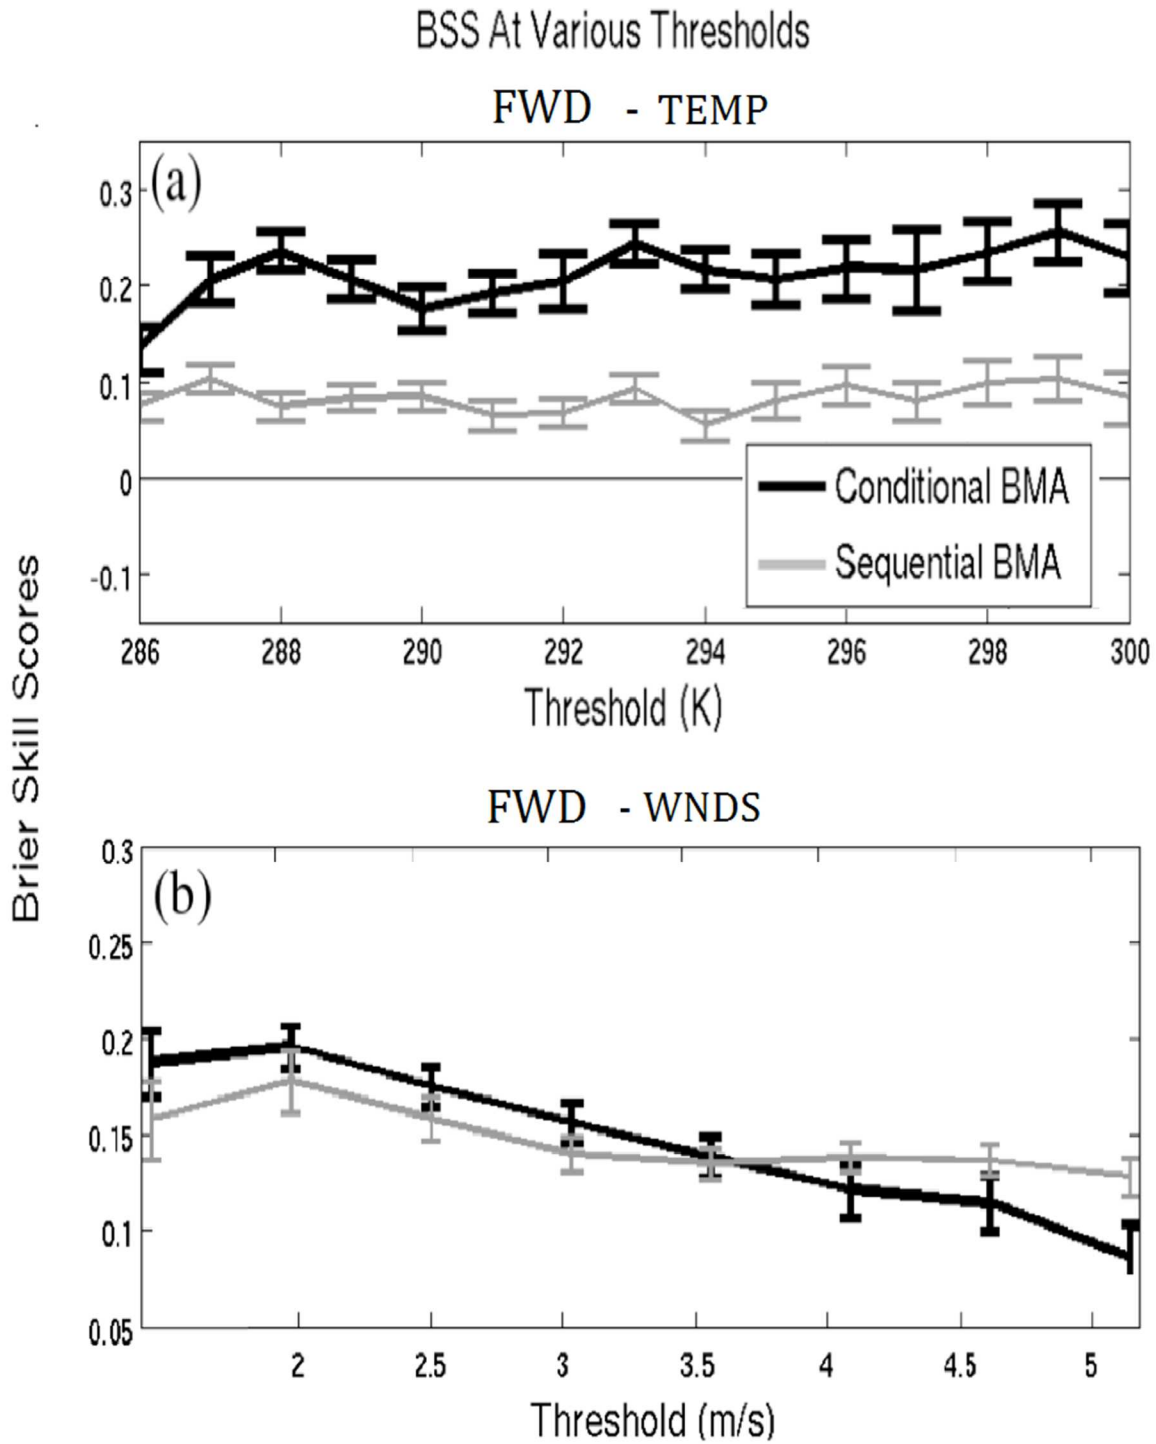 BSS At Various Thresholds
FWD - TEMP
(a)
0.3
0.2
0.1
0
-0.1
Conditional BMA
Sequential BMA
286 288 290 292 294 296 298 300
Threshold (K)
Brier Skill Scores
FWD - WNDS
(b)
0.3
0.25
0.2
0.15
0.1
0.05
2 2.5 3 3.5 4 4.5 5
Threshold (m/s)